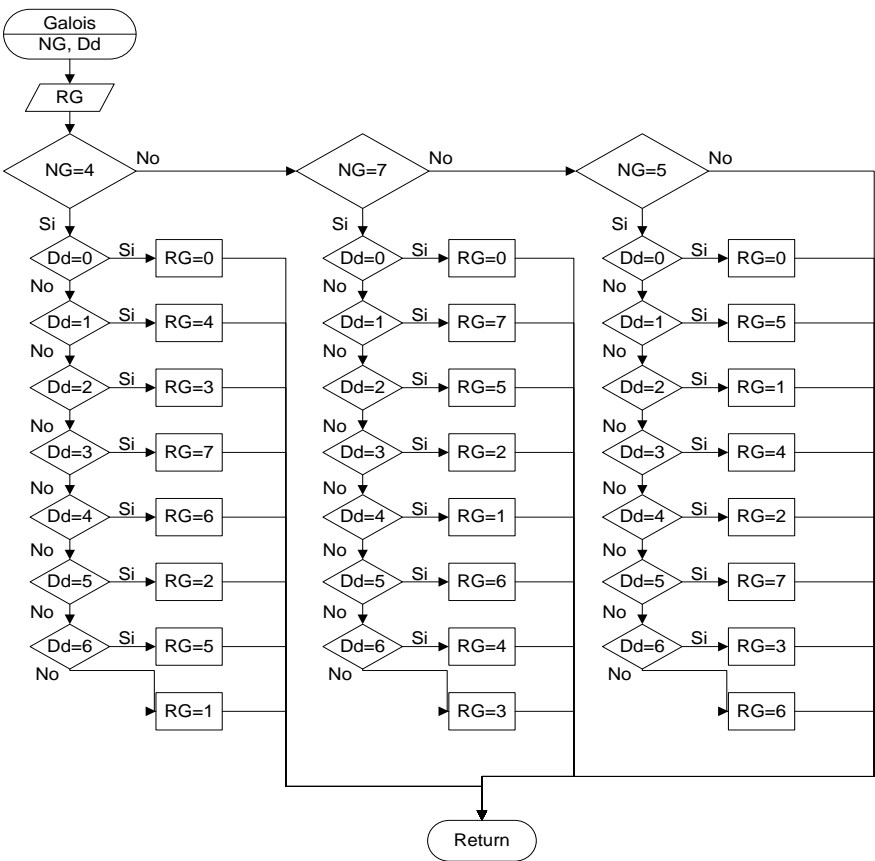 Galois
NG, Dd
RG
NG=4
No
NG=7
No
NG=5
No
Si
Si
Si
Dd=0
Si
RG=0
Dd=0
Si
RG=0
Dd=0
Si
RG=0
No
No
No
Dd=1
Si
RG=4
Dd=1
Si
RG=7
Dd=1
Si
RG=5
No
No
No
Dd=2
Si
RG=3
Dd=2
Si
RG=5
Dd=2
Si
RG=1
No
No
No
Dd=3
Si
RG=7
Dd=3
Si
RG=2
Dd=3
Si
RG=4
No
No
No
Dd=4
Si
RG=6
Dd=4
Si
RG=1
Dd=4
Si
RG=2
No
No
No
Dd=5
Si
RG=2
Dd=5
Si
RG=6
Dd=5
Si
RG=7
No
No
No
Dd=6
Si
RG=5
Dd=6
Si
RG=4
Dd=6
Si
RG=3
No
No
No
RG=1
RG=3
RG=6
Return